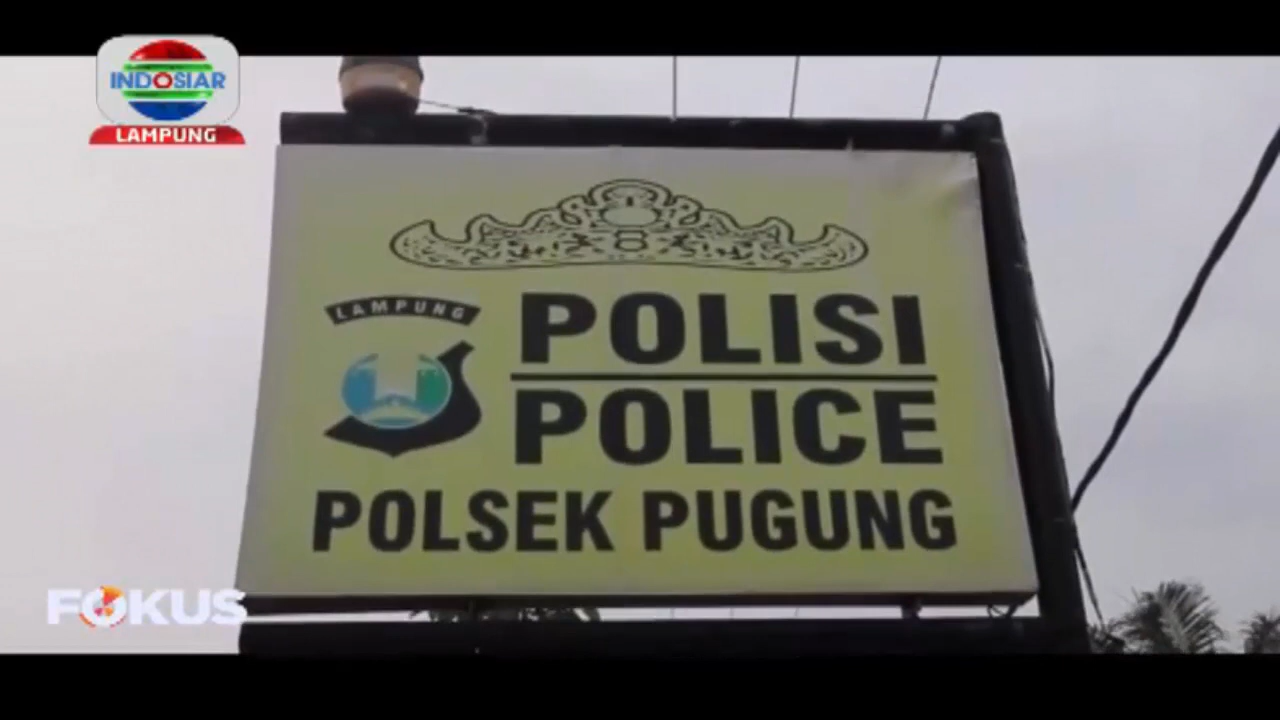 INDOSIAR
LAMPUNG
LAMPUNG
POLISI
POLICE
POLSEK PUGUNG
FOKUS